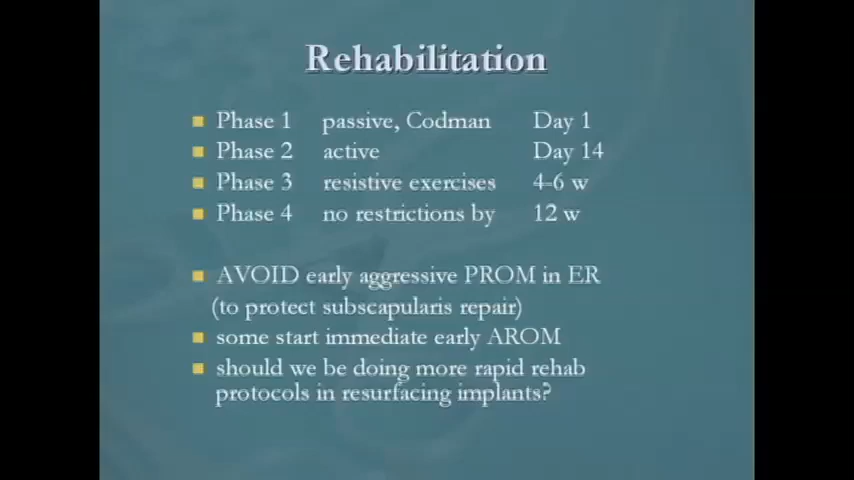 Rehabilitation
Phase 1 passive, Codman Day 1
Phase 2 active Day 14
Phase 3 resistive exercises 4-6 w
Phase 4 no restrictions by 12 w
AVOID early aggressive PROM in ER
(to protect subscapularis repair)
some start immediate early AROM
should we be doing more rapid rehab
protocols in resurfacing implants?